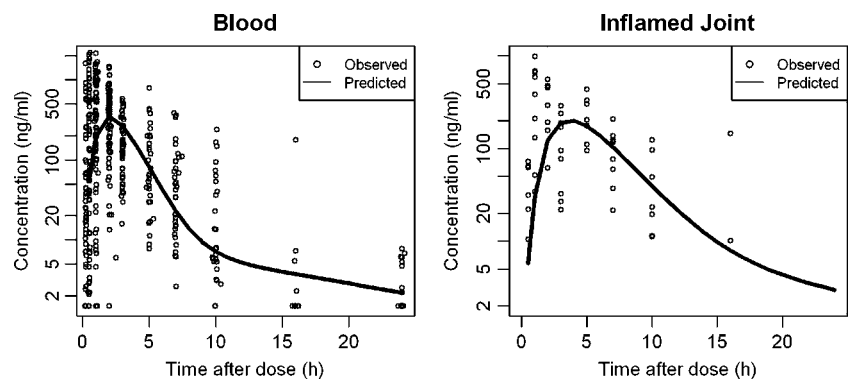 Blood
Concentration (ng/ml)
500
100
20
5
2
Observed
Predicted
0 5 10 15 20
Time after dose (h)
Inflamed Joint
Concentration (ng/ml)
500
100
20
5
2
Observed
Predicted
0 5 10 15 20
Time after dose (h)